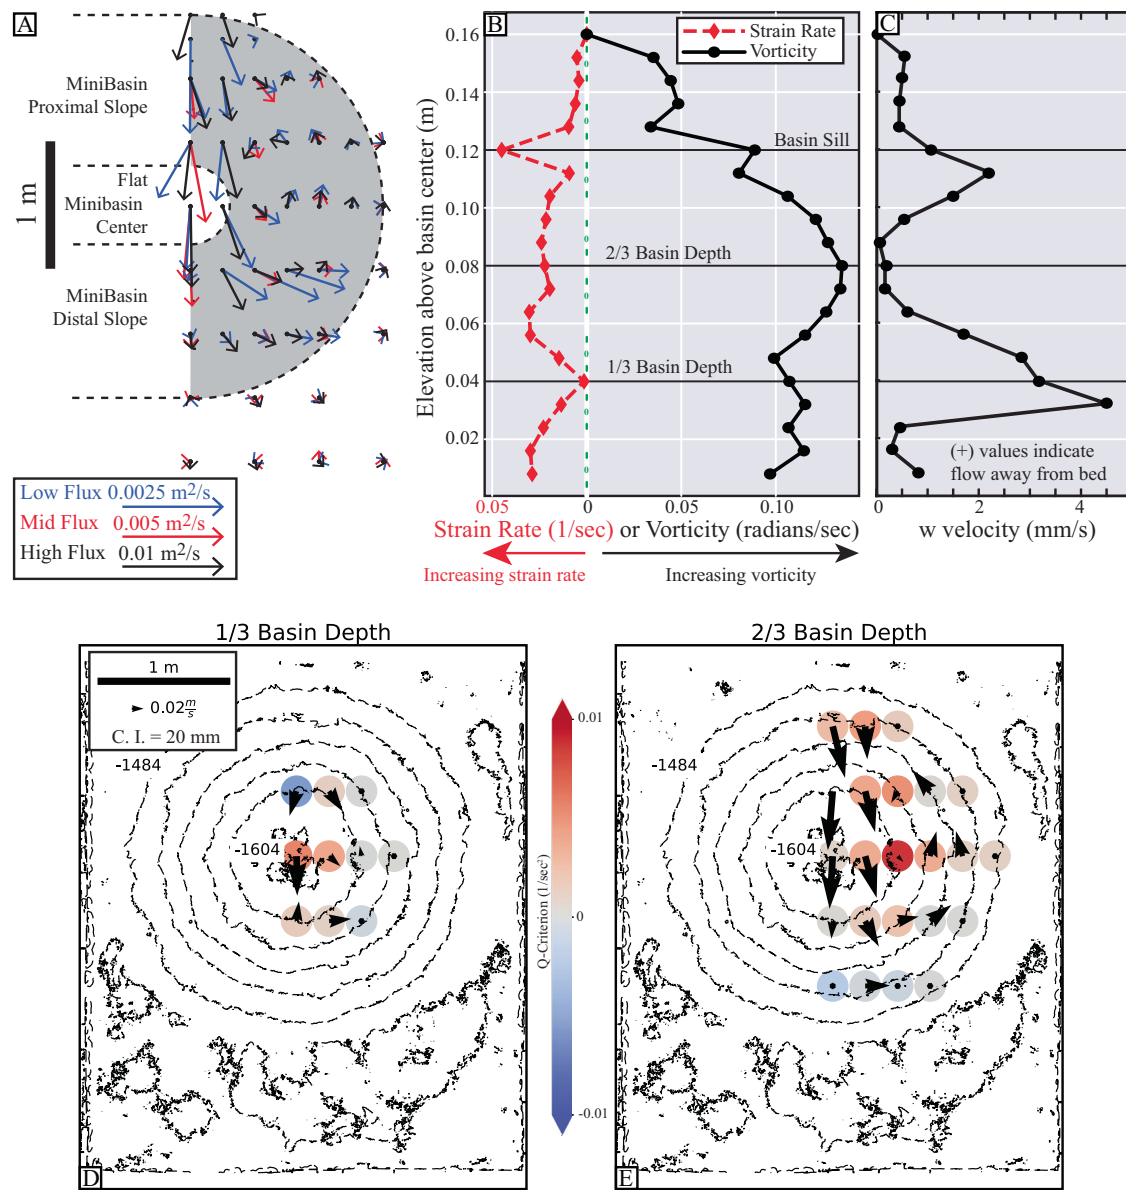 A
MiniBasin
Proximal Slope
Flat
Minibasin
Center
MiniBasin
Distal Slope
1 m
Low Flux 0.0025 m²/s
Mid Flux 0.005 m²/s
High Flux 0.01 m²/s
B
Strain Rate
Vorticity
Elevation above basin center (m)
0.16
0.14
0.12
0.10
0.08
0.06
0.04
0.02
Basin Sill
2/3 Basin Depth
1/3 Basin Depth
0.05 0 0.05 0.10
Strain Rate (1/sec) or Vorticity (radians/sec)
Increasing strain rate
Increasing vorticity
C
(+) values indicate
flow away from bed
0 1 2 3 4
w velocity (mm/s)
1/3 Basin Depth
1 m
0.02 m/s
C. I. = 20 mm
-1484
-1604
D
0.01
0
-0.01
Q-Criterion (1/sec²)
2/3 Basin Depth
-1484
-1604
E